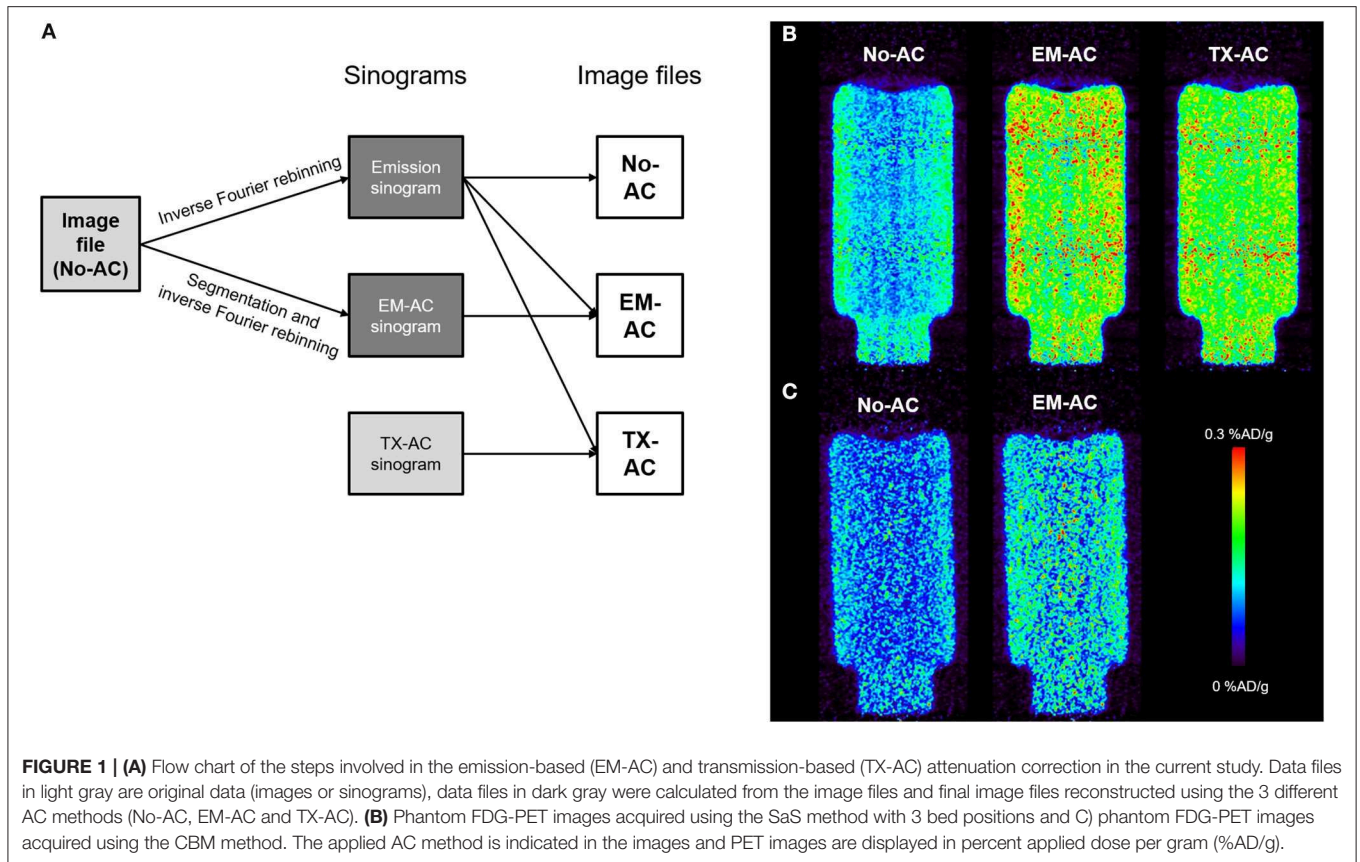 A
Sinograms
Image files
Image
file
(No-AC)
Inverse Fourier rebinning
Segmentation and
inverse Fourier rebinning
Emission
sinogram
EM-AC
sinogram
TX-AC
sinogram
No-
AC
EM-
AC
TX-
AC
B
No-AC
EM-AC
TX-AC
C
No-AC
EM-AC
0.3 %AD/g
0 %AD/g
FIGURE 1 | (A) Flow chart of the steps involved in the emission-based (EM-AC) and transmission-based (TX-AC) attenuation correction in the current study. Data files
in light gray are original data (images or sinograms), data files in dark gray were calculated from the image files and final image files reconstructed using the 3 different
AC methods (No-AC, EM-AC and TX-AC). (B) Phantom FDG-PET images acquired using the SaS method with 3 bed positions and C) phantom FDG-PET images
acquired using the CBM method. The applied AC method is indicated in the images and PET images are displayed in percent applied dose per gram (%AD/g).